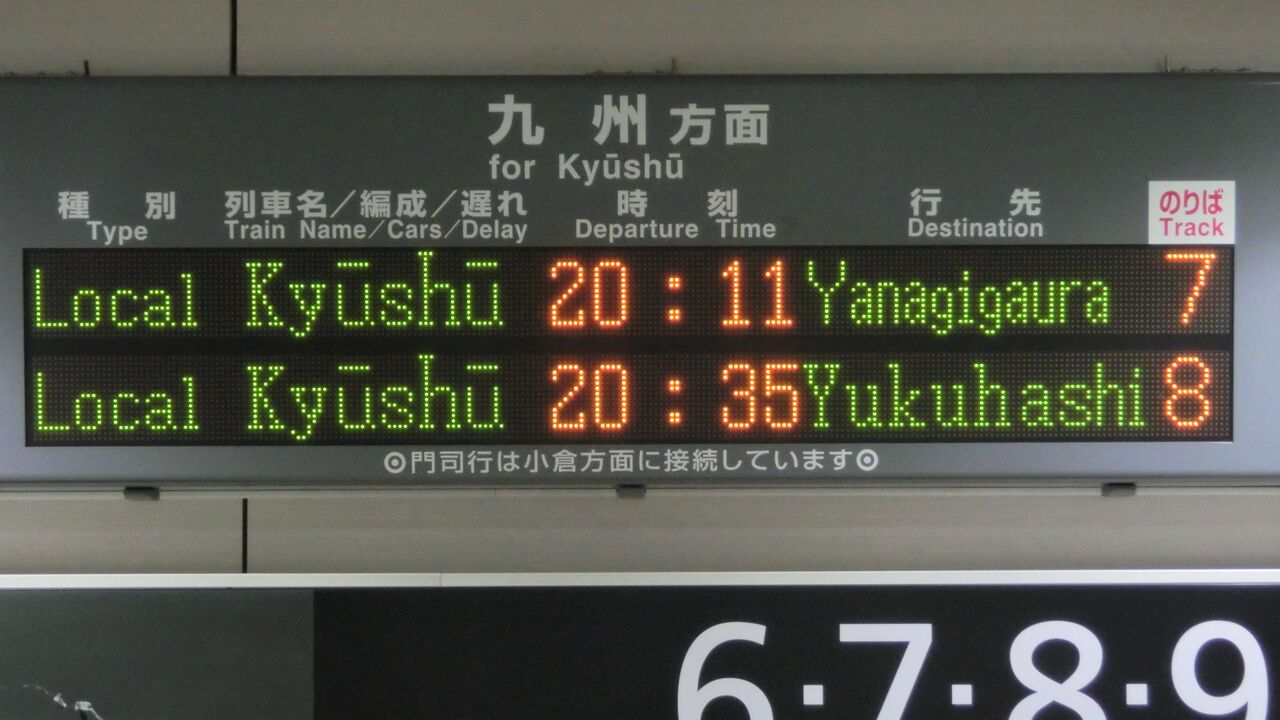 九州方面
for Kyūshū
種別 列車名／編成／遅れ 時刻 行先 のりば
Type Train Name／Cars／Delay Departure Time Destination Track
Local Kyūshū 20:11 Yanagigaura 7
Local Kyūshū 20:35 Yukuhashi 8
◎門司行は小倉方面に接続しています◎
6・7・8・9